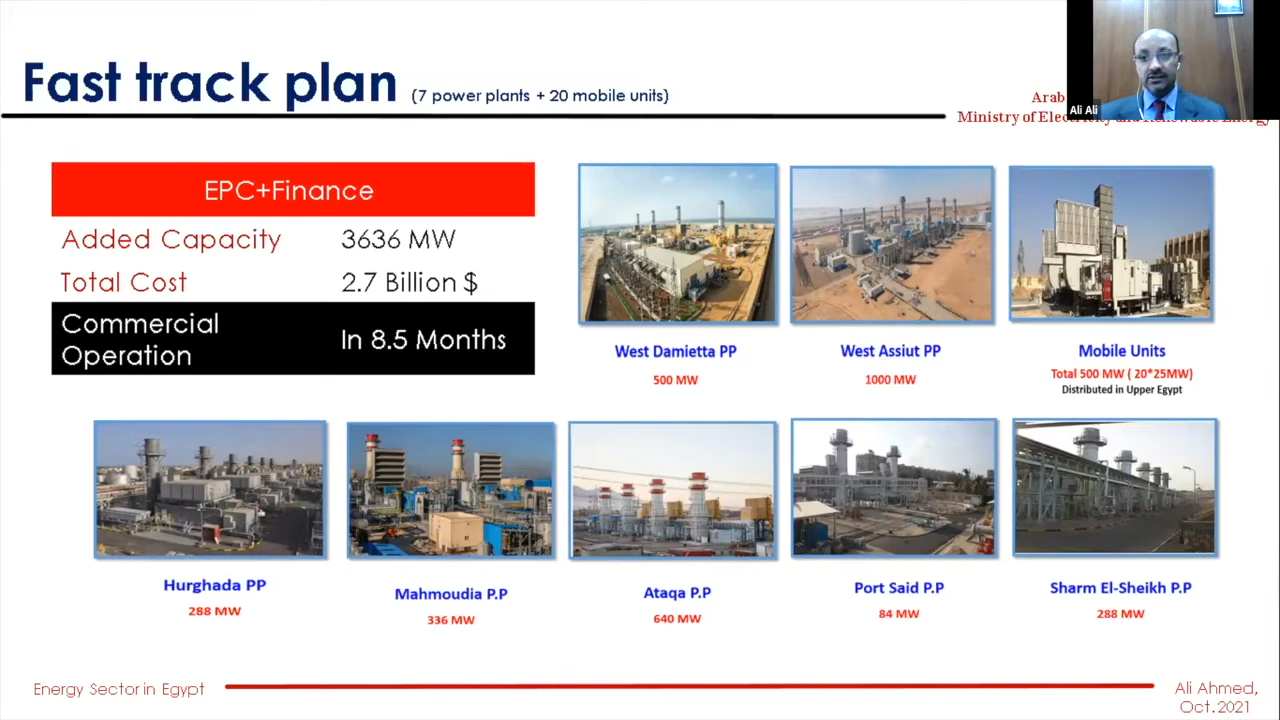 Fast track plan (7 power plants + 20 mobile units)
Arab
Ministry of Electricity and Renewable Energy
Ali Ali
EPC+Finance
Added Capacity 3636 MW
Total Cost 2.7 Billion $
Commercial
Operation
In 8.5 Months
West Damietta PP
500 MW
West Assiut PP
1000 MW
Mobile Units
Total 500 MW ( 20*25MW)
Distributed in Upper Egypt
Hurghada PP
288 MW
Mahmoudia P.P
336 MW
Ataqa P.P
640 MW
Port Said P.P
84 MW
Sharm El-Sheikh P.P
288 MW
Energy Sector in Egypt
Ali Ahmed,
Oct.2021